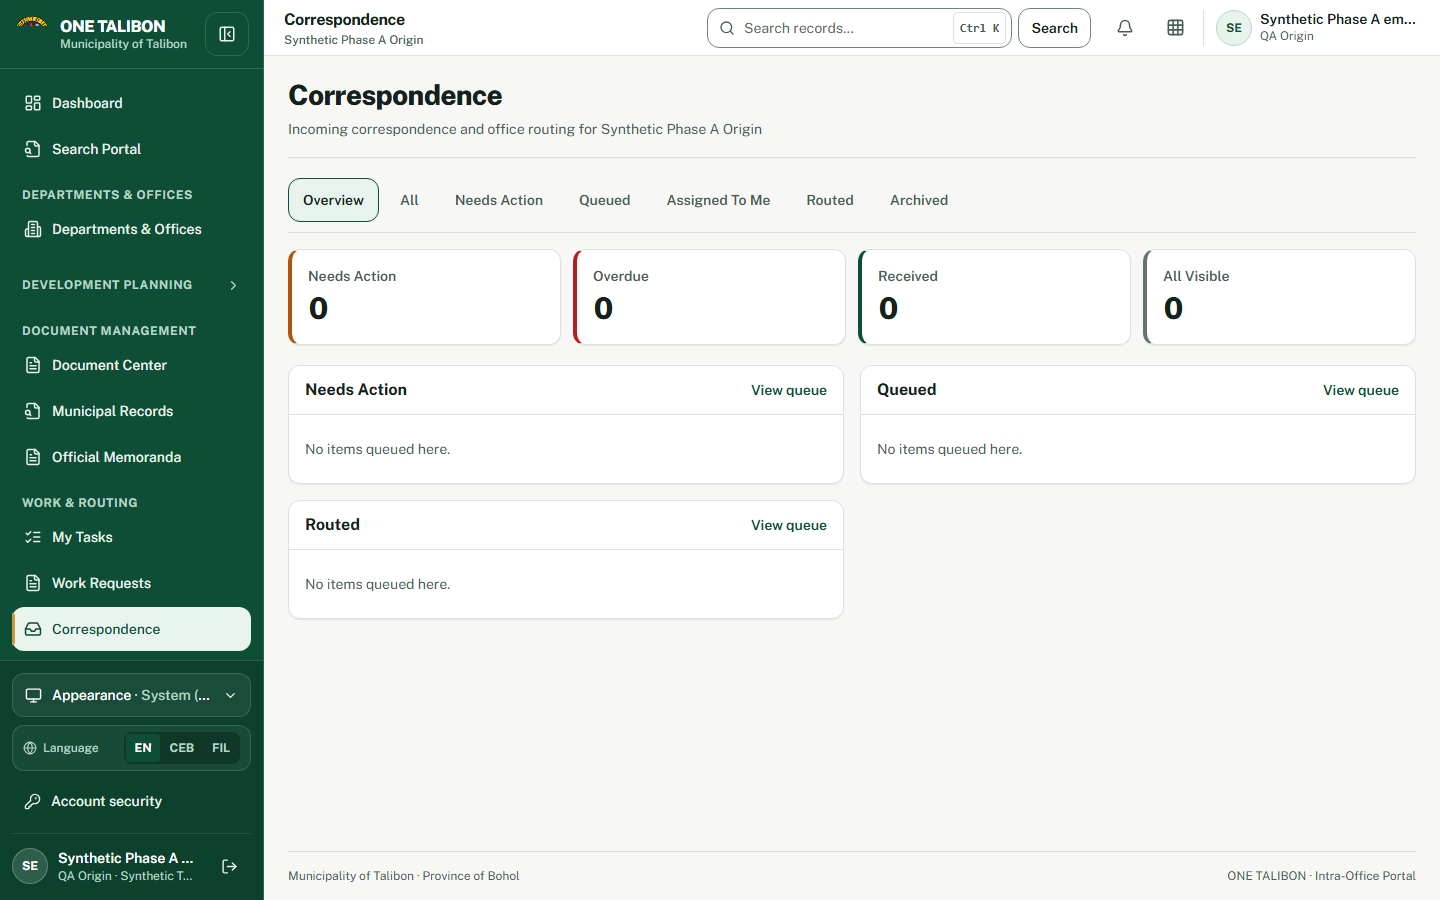 ONE TALIBON
Municipality of Talibon
Dashboard
Search Portal
DEPARTMENTS & OFFICES
Departments & Offices
DEVELOPMENT PLANNING
DOCUMENT MANAGEMENT
Document Center
Municipal Records
Official Memoranda
WORK & ROUTING
My Tasks
Work Requests
Correspondence
Appearance · System (...
Language EN CEB FIL
Account security
SE
Synthetic Phase A ...
QA Origin · Synthetic T...
Correspondence
Synthetic Phase A Origin
Search records... Ctrl K
Search
SE
Synthetic Phase A em...
QA Origin
Correspondence
Incoming correspondence and office routing for Synthetic Phase A Origin
Overview All Needs Action Queued Assigned To Me Routed Archived
Needs Action
0
Overdue
0
Received
0
All Visible
0
Needs Action View queue
No items queued here.
Queued View queue
No items queued here.
Routed View queue
No items queued here.
Municipality of Talibon · Province of Bohol
ONE TALIBON · Intra-Office Portal